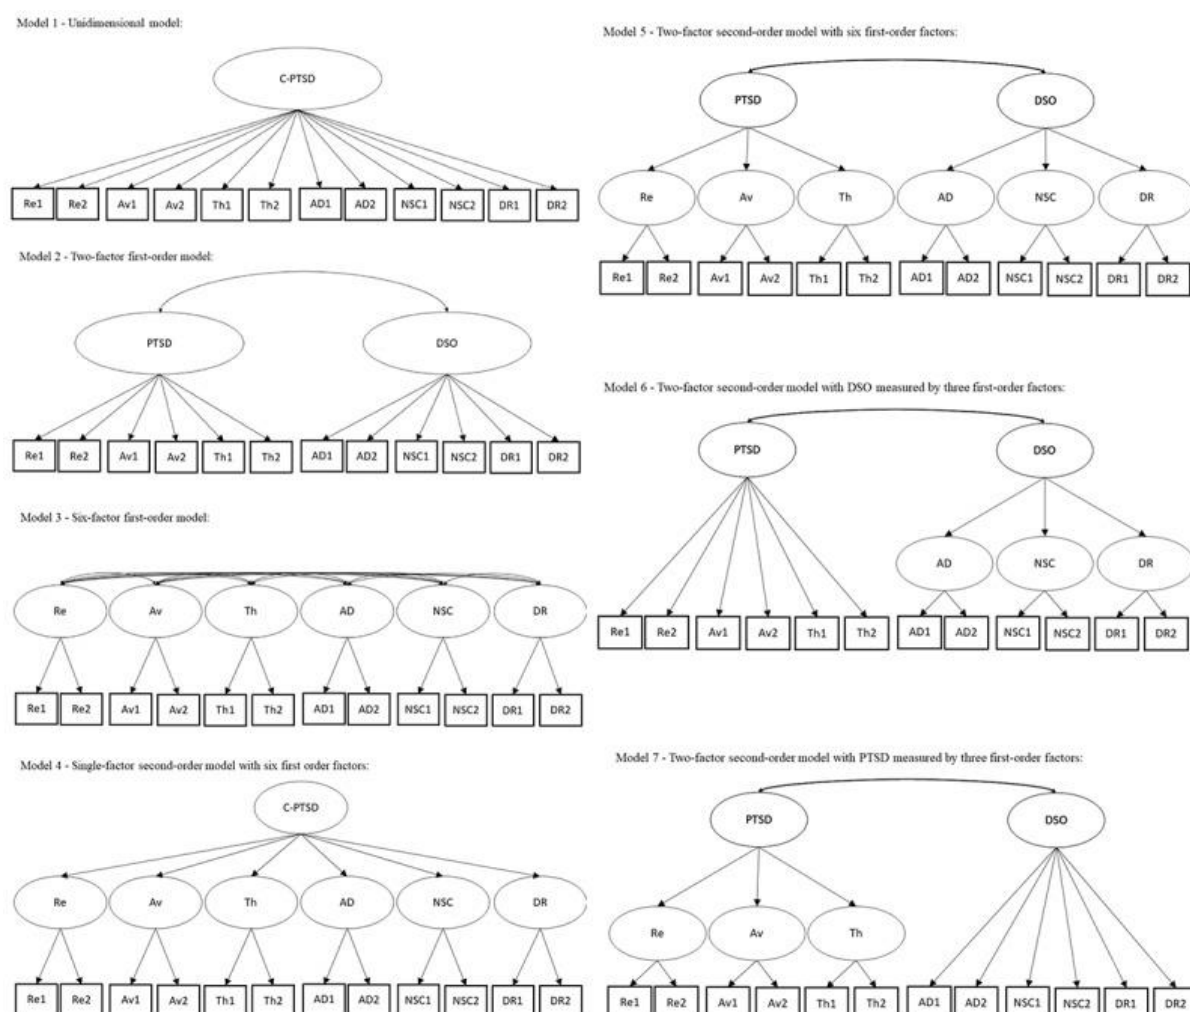 Model 1 - Unidimensional model:
C-PTSD
Re1 Re2 Av1 Av2 Th1 Th2 AD1 AD2 NSC1 NSC2 DR1 DR2
Model 2 - Two-factor first-order model:
PTSD DSO
Re1 Re2 Av1 Av2 Th1 Th2 AD1 AD2 NSC1 NSC2 DR1 DR2
Model 3 - Six-factor first-order model:
Re Av Th AD NSC DR
Re1 Re2 Av1 Av2 Th1 Th2 AD1 AD2 NSC1 NSC2 DR1 DR2
Model 4 - Single-factor second-order model with six first order factors:
C-PTSD
Re Av Th AD NSC DR
Re1 Re2 Av1 Av2 Th1 Th2 AD1 AD2 NSC1 NSC2 DR1 DR2
Model 5 - Two-factor second-order model with six first-order factors:
PTSD DSO
Re Av Th AD NSC DR
Re1 Re2 Av1 Av2 Th1 Th2 AD1 AD2 NSC1 NSC2 DR1 DR2
Model 6 - Two-factor second-order model with DSO measured by three first-order factors:
PTSD DSO
AD NSC DR
Re1 Re2 Av1 Av2 Th1 Th2 AD1 AD2 NSC1 NSC2 DR1 DR2
Model 7 - Two-factor second-order model with PTSD measured by three first-order factors:
PTSD DSO
Re Av Th
Re1 Re2 Av1 Av2 Th1 Th2 AD1 AD2 NSC1 NSC2 DR1 DR2